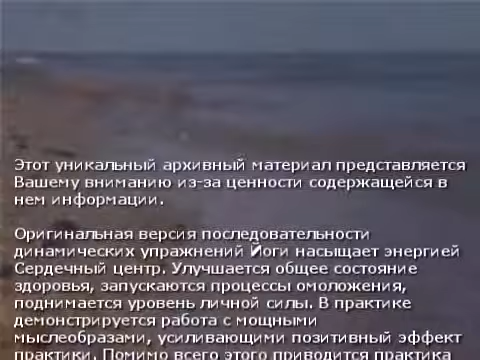 Этот уникальный архивный материал представляется
Вашему вниманию из-за ценности содержащейся в
нем информации.
Оригинальная версия последовательности
динамических упражнений Йоги насыщает энергией
Сердечный центр. Улучшается общее состояние
здоровья, запускаются процессы омоложения,
поднимается уровень личной силы. В практике
демонстрируется работа с мощными
мыслеобразами, усиливающими позитивный эффект
практики. Помимо всего этого приводится практика